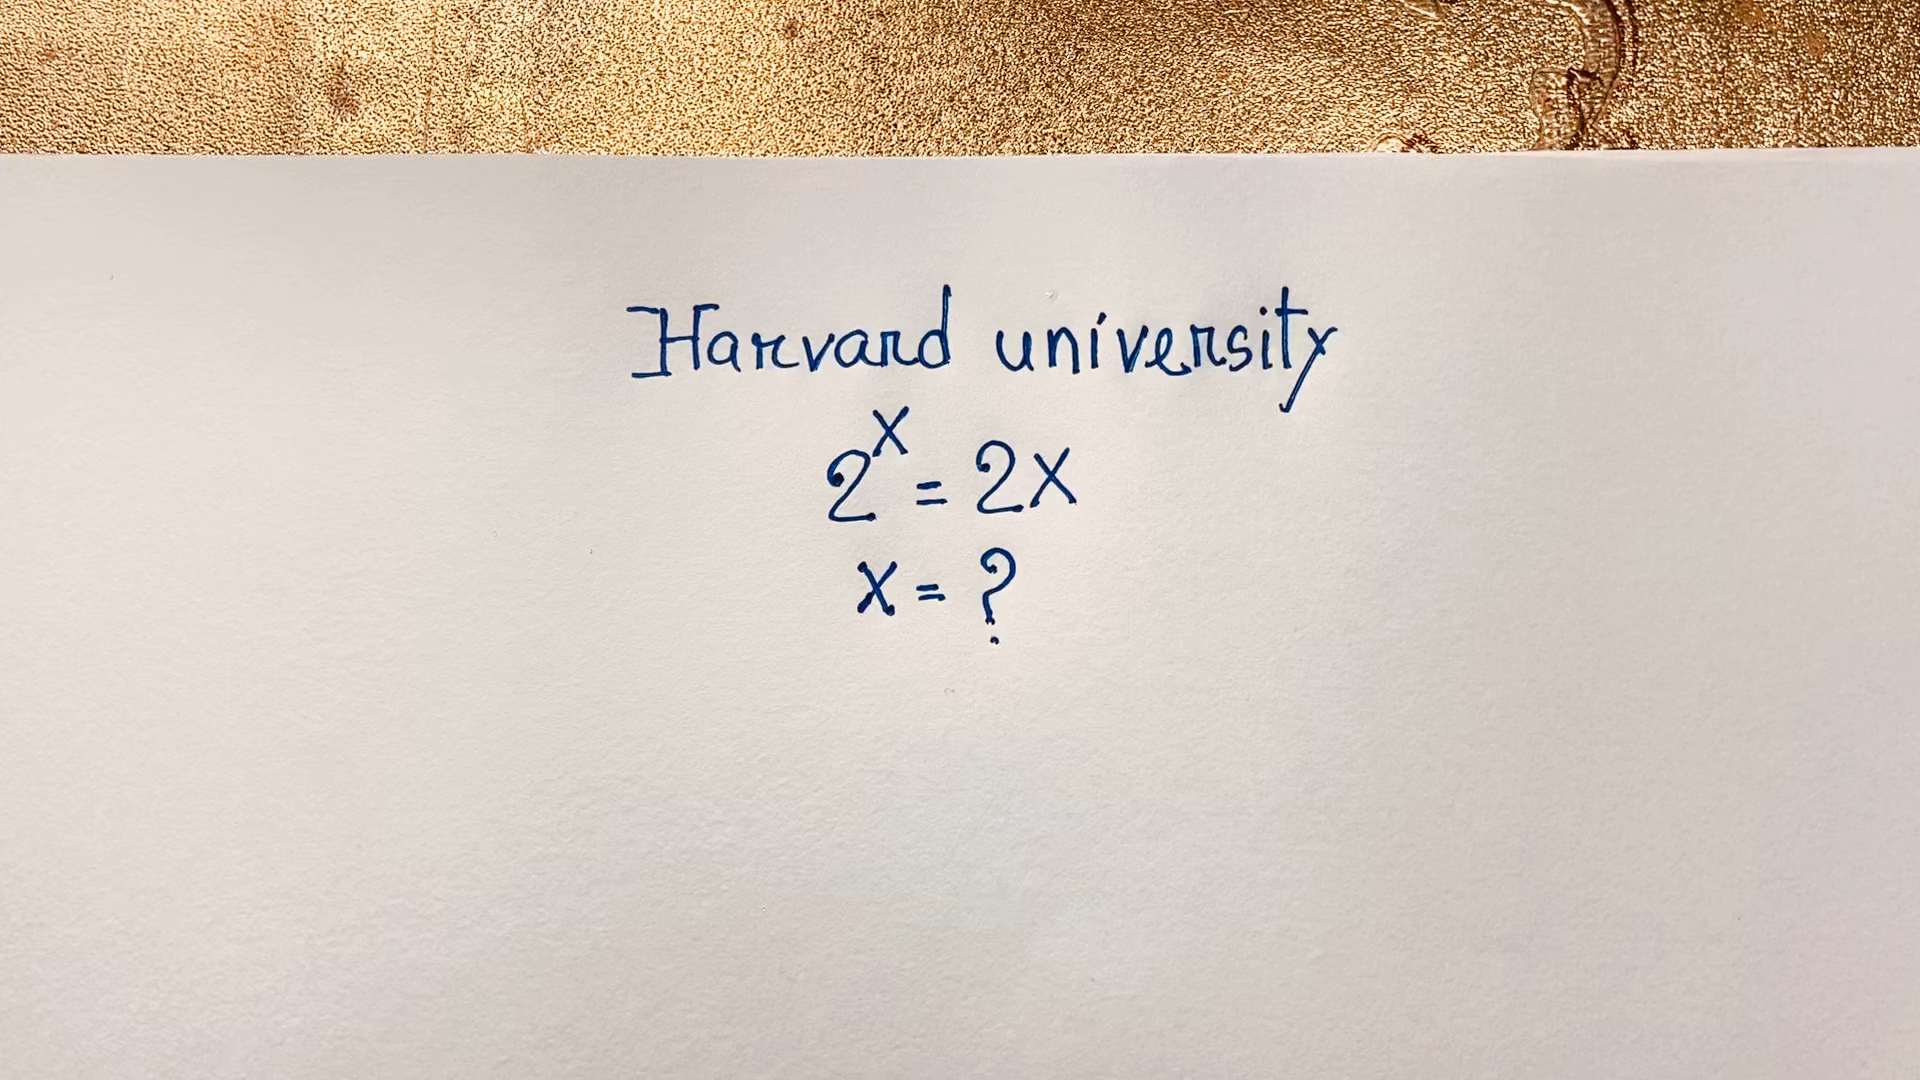 Harvard university
2^x = 2x
x = ?